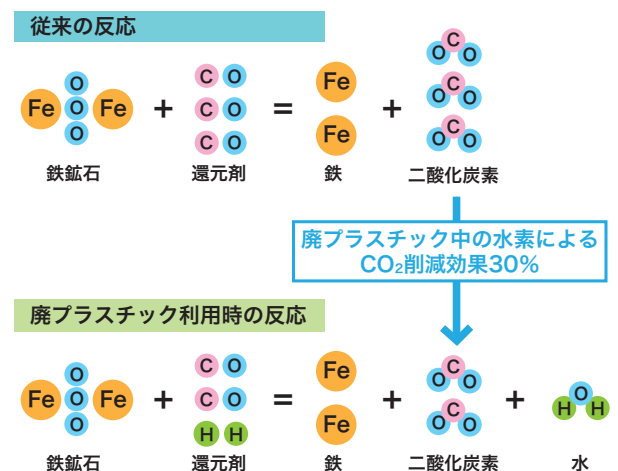 従来の反応
Fe O O O Fe + C O C O C O = Fe Fe + O C O O C O O C O
鉄鉱石 還元剤 鉄 二酸化炭素
廃プラスチック中の水素による
CO₂削減効果30%
廃プラスチック利用時の反応
Fe O O O Fe + C O C O H H = Fe Fe + O C O O C O + H O H
鉄鉱石 還元剤 鉄 二酸化炭素 水